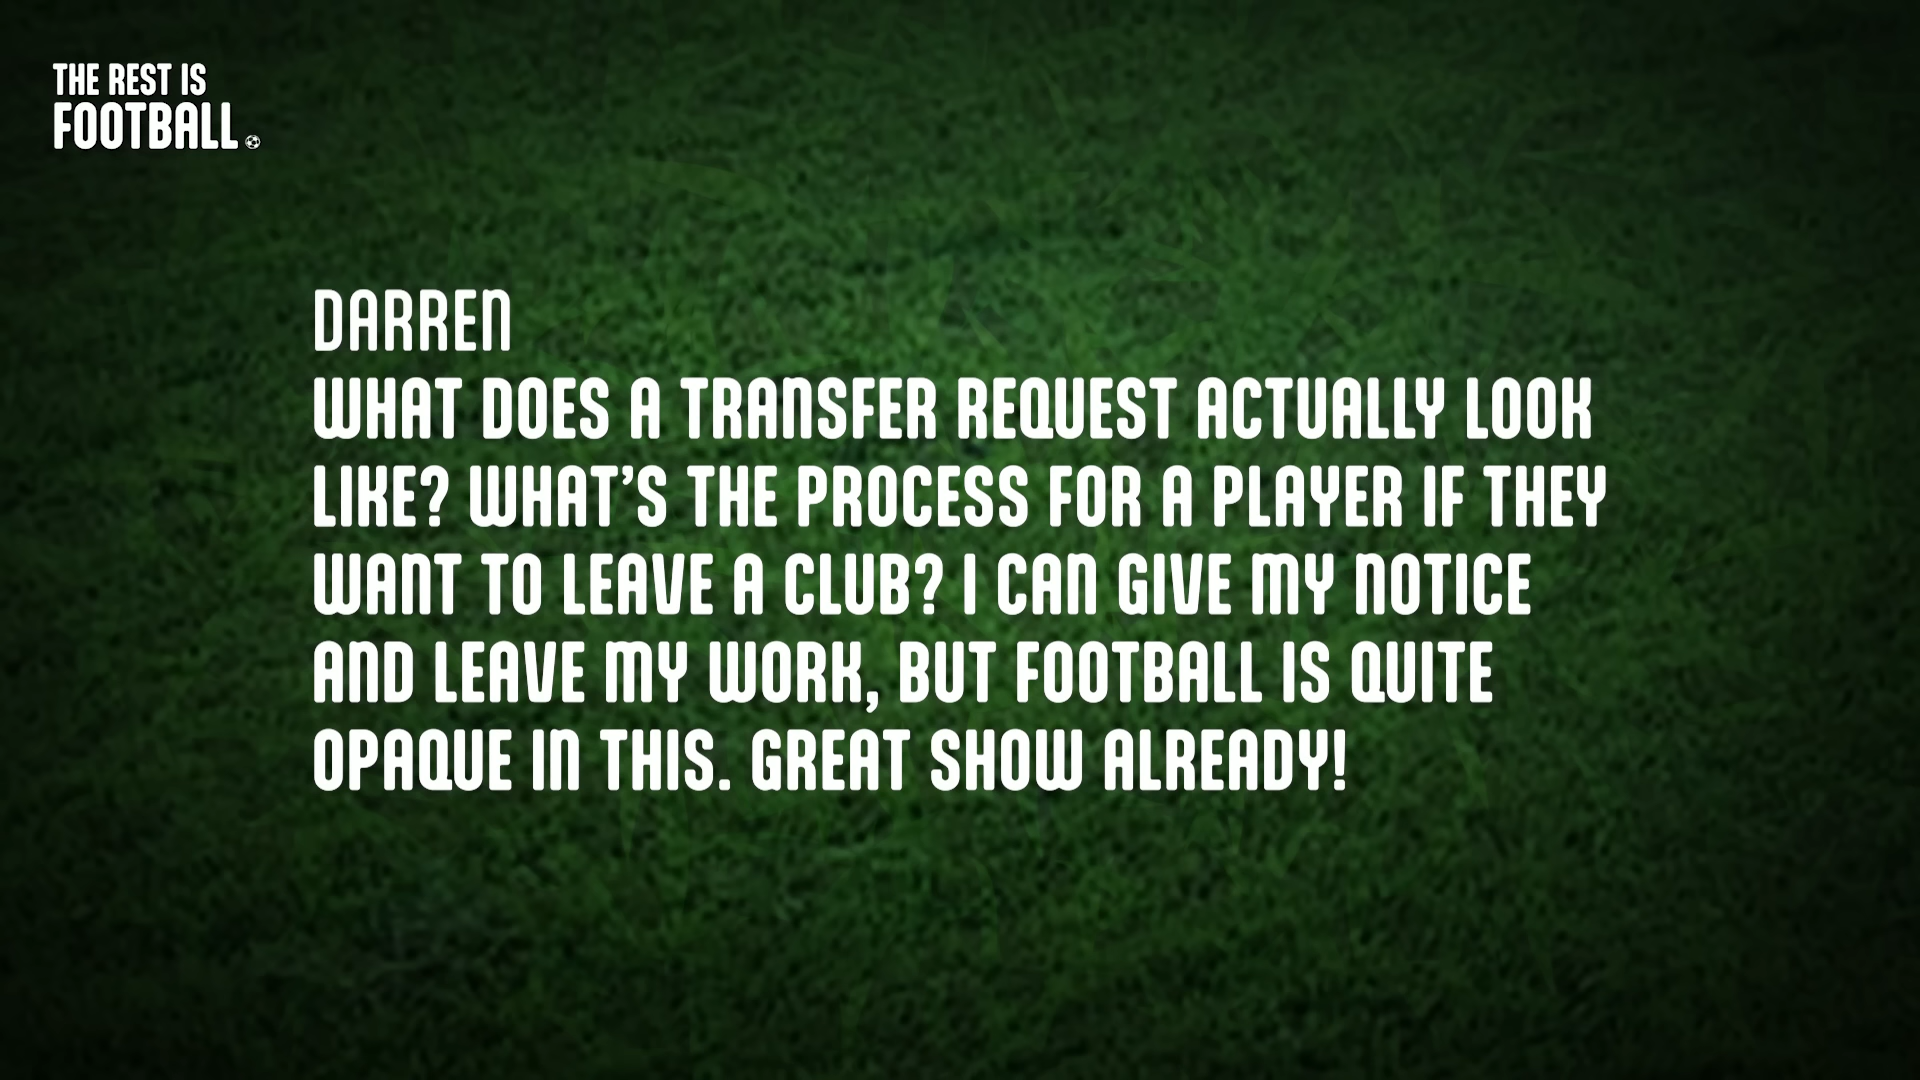 THE REST IS
FOOTBALL
DARREN
WHAT DOES A TRANSFER REQUEST ACTUALLY LOOK
LIKE? WHAT'S THE PROCESS FOR A PLAYER IF THEY
WANT TO LEAVE A CLUB? I CAN GIVE MY NOTICE
AND LEAVE MY WORK, BUT FOOTBALL IS QUITE
OPAQUE IN THIS. GREAT SHOW ALREADY!